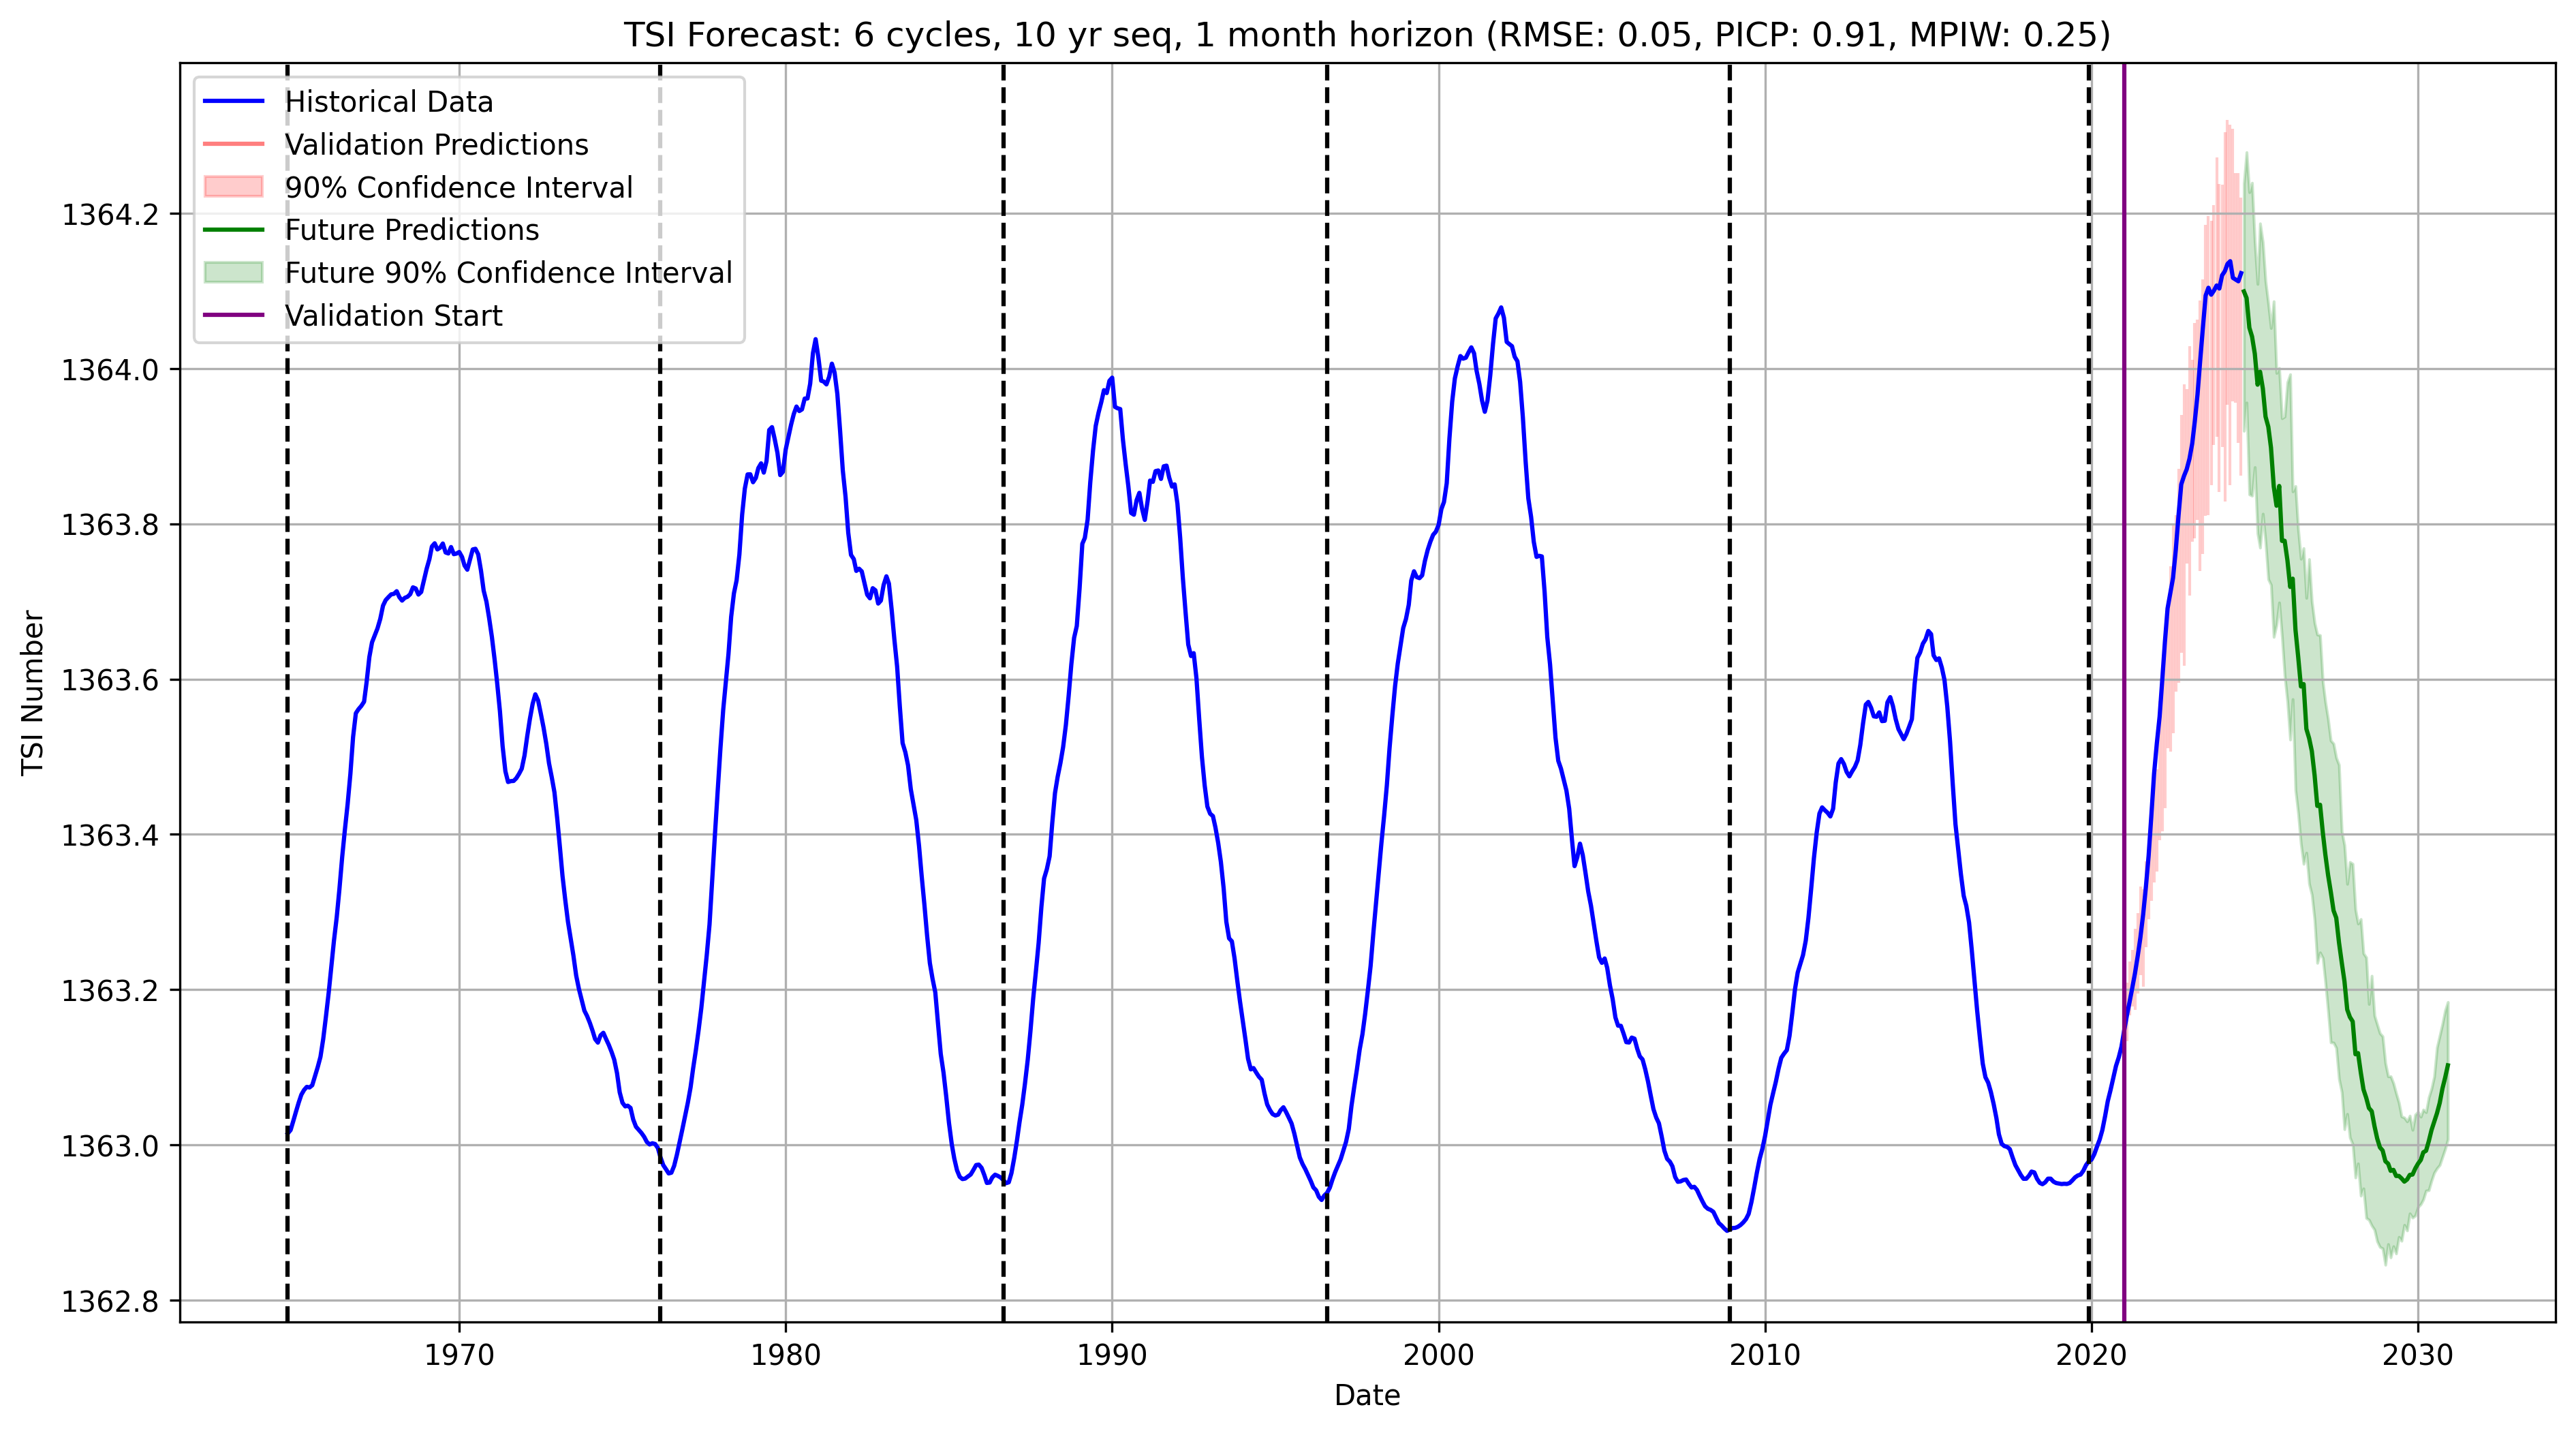 TSI Forecast: 6 cycles, 10 yr seq, 1 month horizon (RMSE: 0.05, PICP: 0.91, MPIW: 0.25)
Historical Data
Validation Predictions
90% Confidence Interval
Future Predictions
Future 90% Confidence Interval
Validation Start
TSI Number
1364.2
1364.0
1363.8
1363.6
1363.4
1363.2
1363.0
1362.8
1970 1980 1990 2000 2010 2020 2030
Date